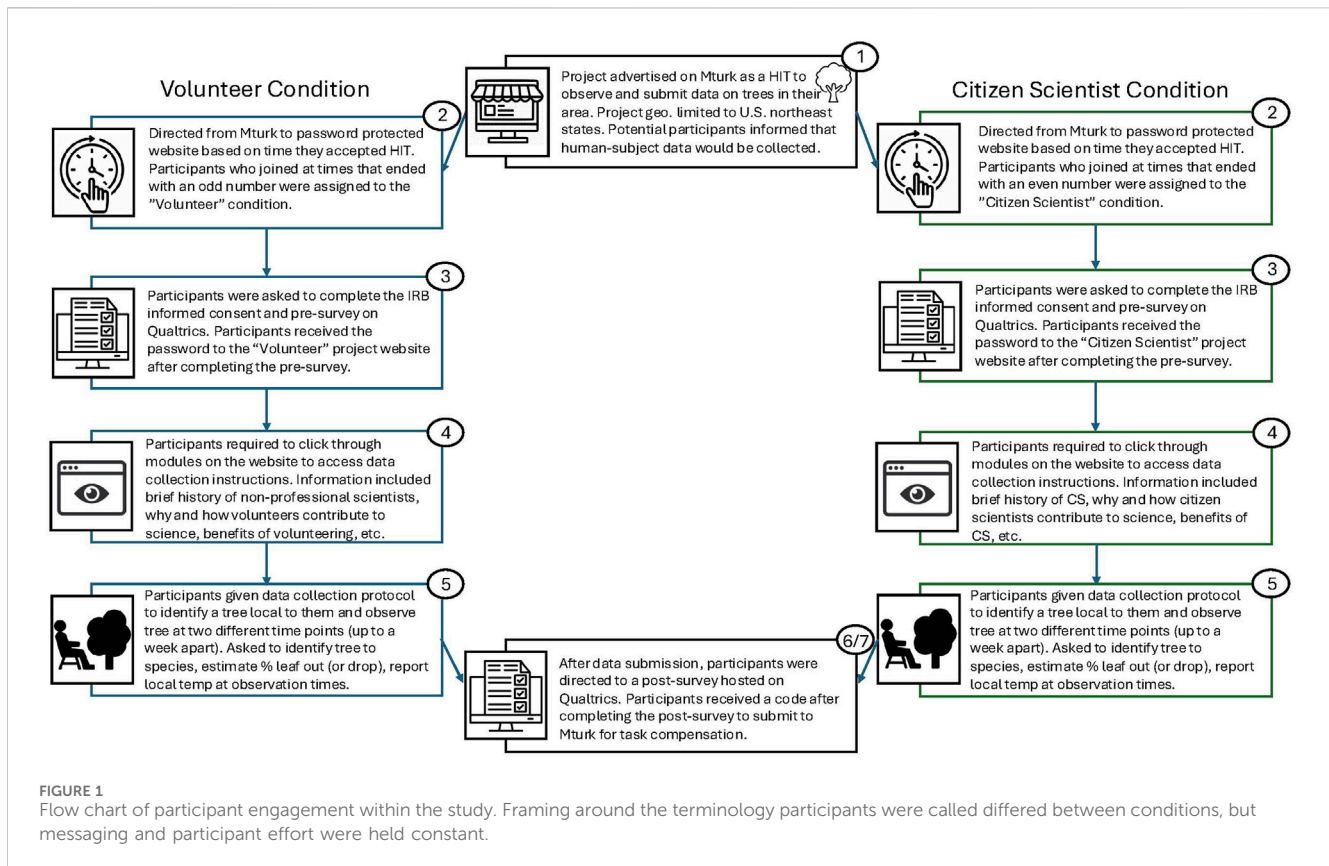 Volunteer Condition
1
Project advertised on Mturk as a HIT to
observe and submit data on trees in their
area. Project geo. limited to U.S. northeast
states. Potential participants informed that
human-subject data would be collected.
Citizen Scientist Condition
2
Directed from Mturk to password protected
website based on time they accepted HIT.
Participants who joined at times that ended
with an odd number were assigned to the
”Volunteer” condition.
2
Directed from Mturk to password protected
website based on time they accepted HIT.
Participants who joined at times that ended
with an even number were assigned to the
”Citizen Scientist” condition.
3
Participants were asked to complete the IRB
informed consent and pre-survey on
Qualtrics. Participants received the
password to the “Volunteer” project website
after completing the pre-survey.
3
Participants were asked to complete the IRB
informed consent and pre-survey on
Qualtrics. Participants received the
password to the “Citizen Scientist” project
website after completing the pre-survey.
4
Participants required to click through
modules on the website to access data
collection instructions. Information included
brief history of non-professional scientists,
why and how volunteers contribute to
science, benefits of volunteering, etc.
4
Participants required to click through
modules on the website to access data
collection instructions. Information included
brief history of CS, why and how citizen
scientists contribute to science, benefits of
CS, etc.
5
Participants given data collection protocol
to identify a tree local to them and observe
tree at two different time points (up to a
week apart). Asked to identify tree to
species, estimate % leaf out (or drop), report
local temp at observation times.
5
Participants given data collection protocol
to identify a tree local to them and observe
tree at two different time points (up to a
week apart). Asked to identify tree to
species, estimate % leaf out (or drop), report
local temp at observation times.
6/7
After data submission, participants were
directed to a post-survey hosted on
Qualtrics. Participants received a code after
completing the post-survey to submit to
Mturk for task compensation.
FIGURE 1
Flow chart of participant engagement within the study. Framing around the terminology participants were called differed between conditions, but
messaging and participant effort were held constant.